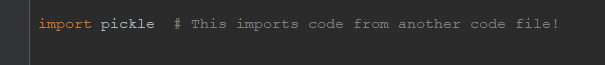 import pickle  # This imports code from another code file!